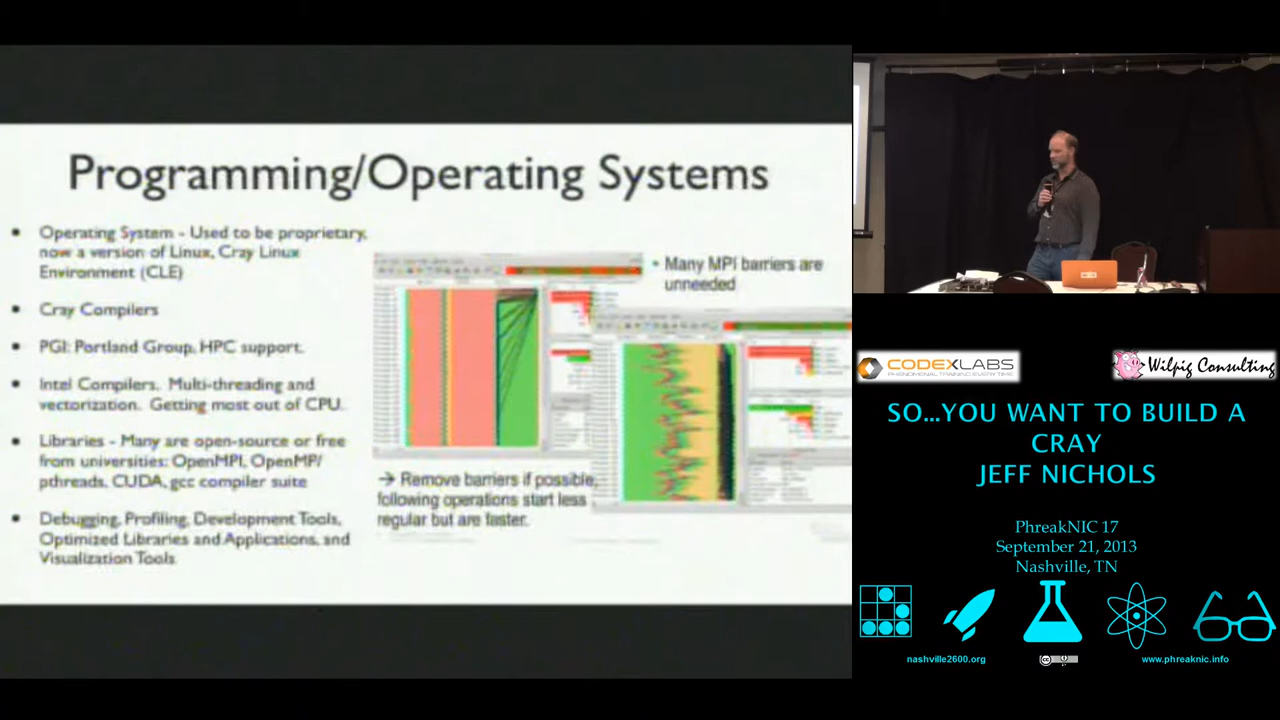 Programming/Operating Systems
• Operating System - Used to be proprietary,
now a version of Linux, Cray Linux
Environment (CLE)
• Cray Compilers
• PGI: Portland Group, HPC support.
• Intel Compilers. Multi-threading and
vectorization. Getting most out of CPU.
• Libraries - Many are open-source or free
from universities: OpenMPI, OpenMP/
pthreads, CUDA, gcc compiler suite
• Debugging, Profiling, Development Tools,
Optimized Libraries and Applications, and
Visualization Tools
• Many MPI barriers are
unneeded
→ Remove barriers if possible,
following operations start less
regular but are faster.
CODEXLABS
PHENOMENAL TRAINING EVERYTIME
Wilpig Consulting
SO...YOU WANT TO BUILD A
CRAY
JEFF NICHOLS
PhreakNIC 17
September 21, 2013
Nashville, TN
nashville2600.org
cc
www.phreaknic.info